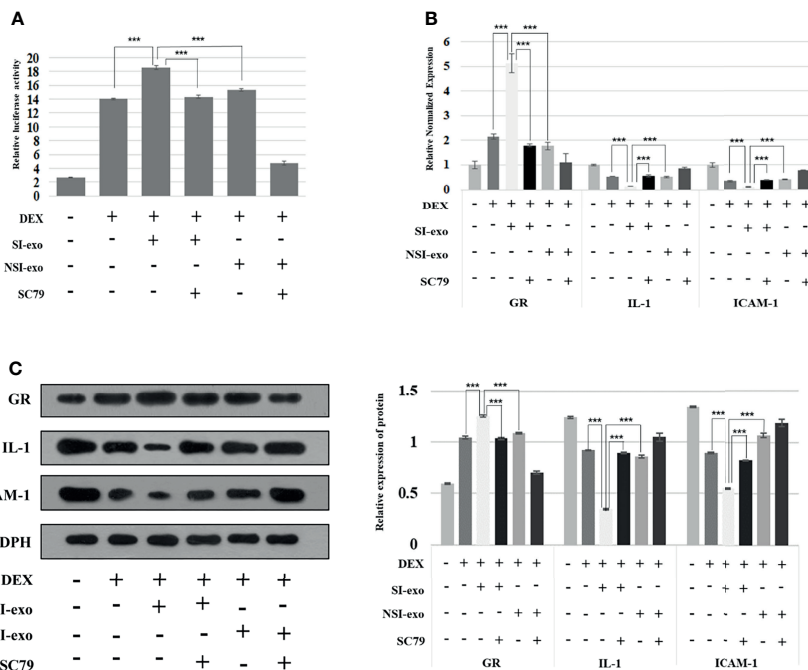 A
Relative luciferase activity
20
18
16
14
12
10
8
6
4
2
0
*** *** ***
DEX - + + + + +
SI-exo - - + + - -
NSI-exo - - - - + +
SC79 - - - + - +
B
Relative Normalized Expression
6
5
4
3
2
1
0
*** *** ***
*** *** ***
*** *** ***
DEX - + + + + + - + + + + + - + + + + +
SI-exo - - + + - - - - + + - - - - + + - -
NSI-exo - - - - + + - - - - + + - - - - + +
SC79 - - - + - + - - - + - + - - - + - +
GR IL-1 ICAM-1
C
GR
IL-1
AM-1
DPH
DEX - + + + + +
I-exo - - + + - -
I-exo - - - - + +
SC79 - - - + - +
Relative expression of protein
1.5
1
0.5
0
*** *** ***
*** *** ***
*** *** ***
DEX - + + + + + - + + + + + - + + + + +
SI-exo - - + + - - - - + + - - - - + + - -
NSI-exo - - - - + + - - - - + + - - - - + +
SC79 - - - + - + - - - + - + - - - + - +
GR IL-1 ICAM-1